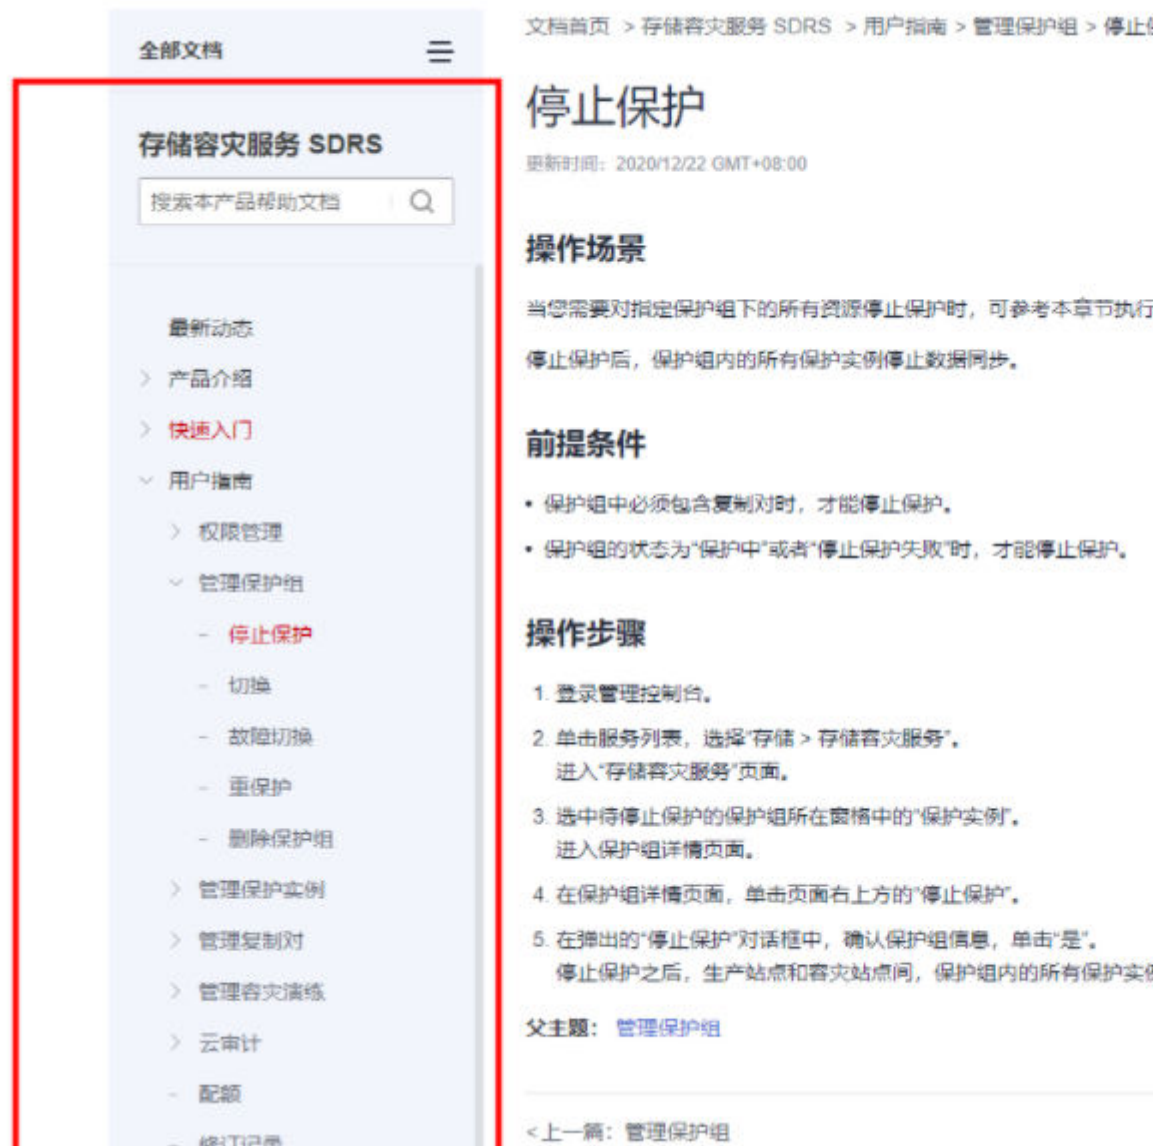 全部文档
存储容灾服务 SDRS
搜索本产品帮助文档
最新动态
产品介绍
快速入门
用户指南
权限管理
管理保护组
- 停止保护
- 切换
- 故障切换
- 重保护
- 删除保护组
管理保护实例
管理复制对
管理容灾演练
云审计
- 配额
- 修订记录
文档首页 > 存储容灾服务 SDRS > 用户指南 > 管理保护组 > 停止
停止保护
更新时间：2020/12/22 GMT+08:00
操作场景
当您需要对指定保护组下的所有资源停止保护时，可参考本章节执行
停止保护后，保护组内的所有保护实例停止数据同步。
前提条件
• 保护组中必须包含复制对时，才能停止保护。
• 保护组的状态为“保护中”或者“停止保护失败”时，才能停止保护。
操作步骤
1. 登录管理控制台。
2. 单击服务列表，选择“存储 > 存储容灾服务”。
进入“存储容灾服务”页面。
3. 选中待停止保护的保护组所在窗格中的“保护实例”。
进入保护组详情页面。
4. 在保护组详情页面，单击页面右上方的“停止保护”。
5. 在弹出的“停止保护”对话框中，确认保护组信息，单击“是”。
停止保护之后，生产站点和容灾站点间，保护组内的所有保护实
父主题： 管理保护组
< 上一篇：管理保护组